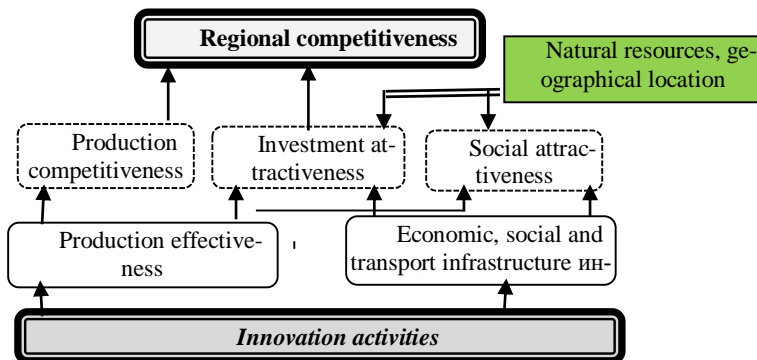 Regional competitiveness
Natural resources, ge-
ographical location
Production
competitiveness
Investment at-
tractiveness
Social attrac-
tiveness
Production effective-
ness
Economic, social and
transport infrastructure ин-
Innovation activities